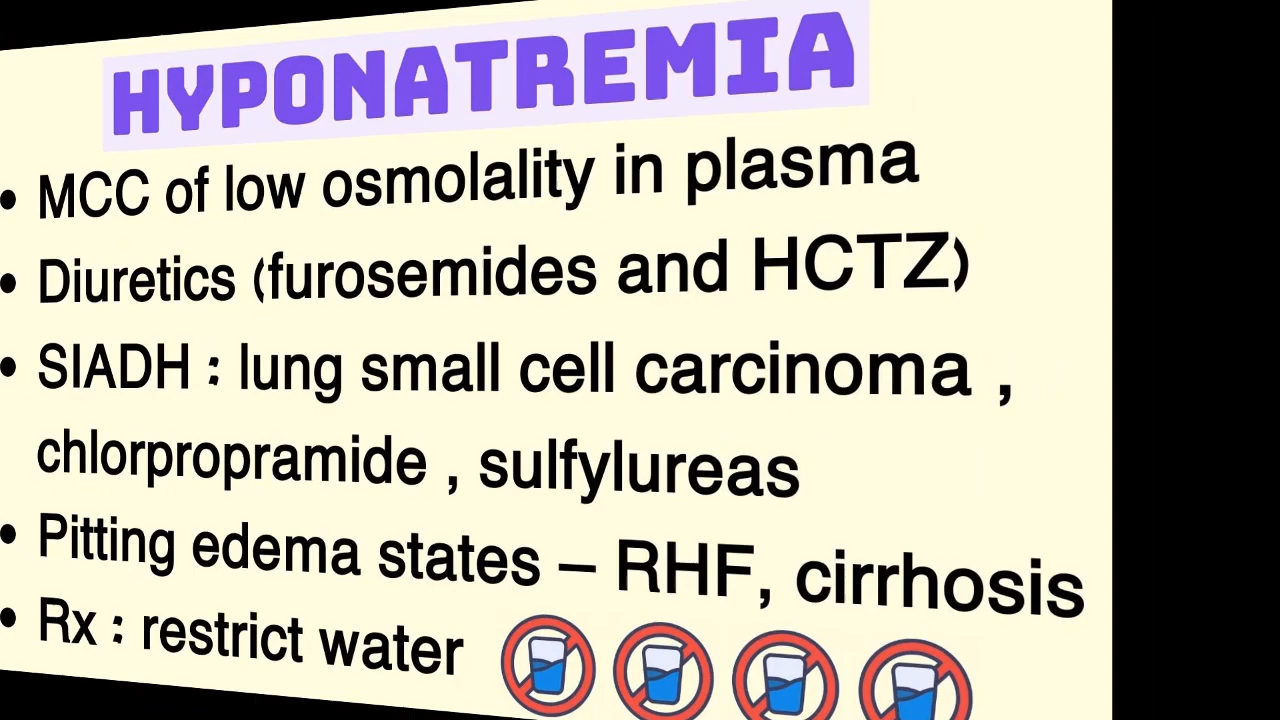 HYPONATREMIA
• MCC of low osmolality in plasma
• Diuretics (furosemides and HCTZ)
• SIADH : lung small cell carcinoma ,
chlorpropramide , sulfylureas
• Pitting edema states – RHF, cirrhosis
• Rx : restrict water